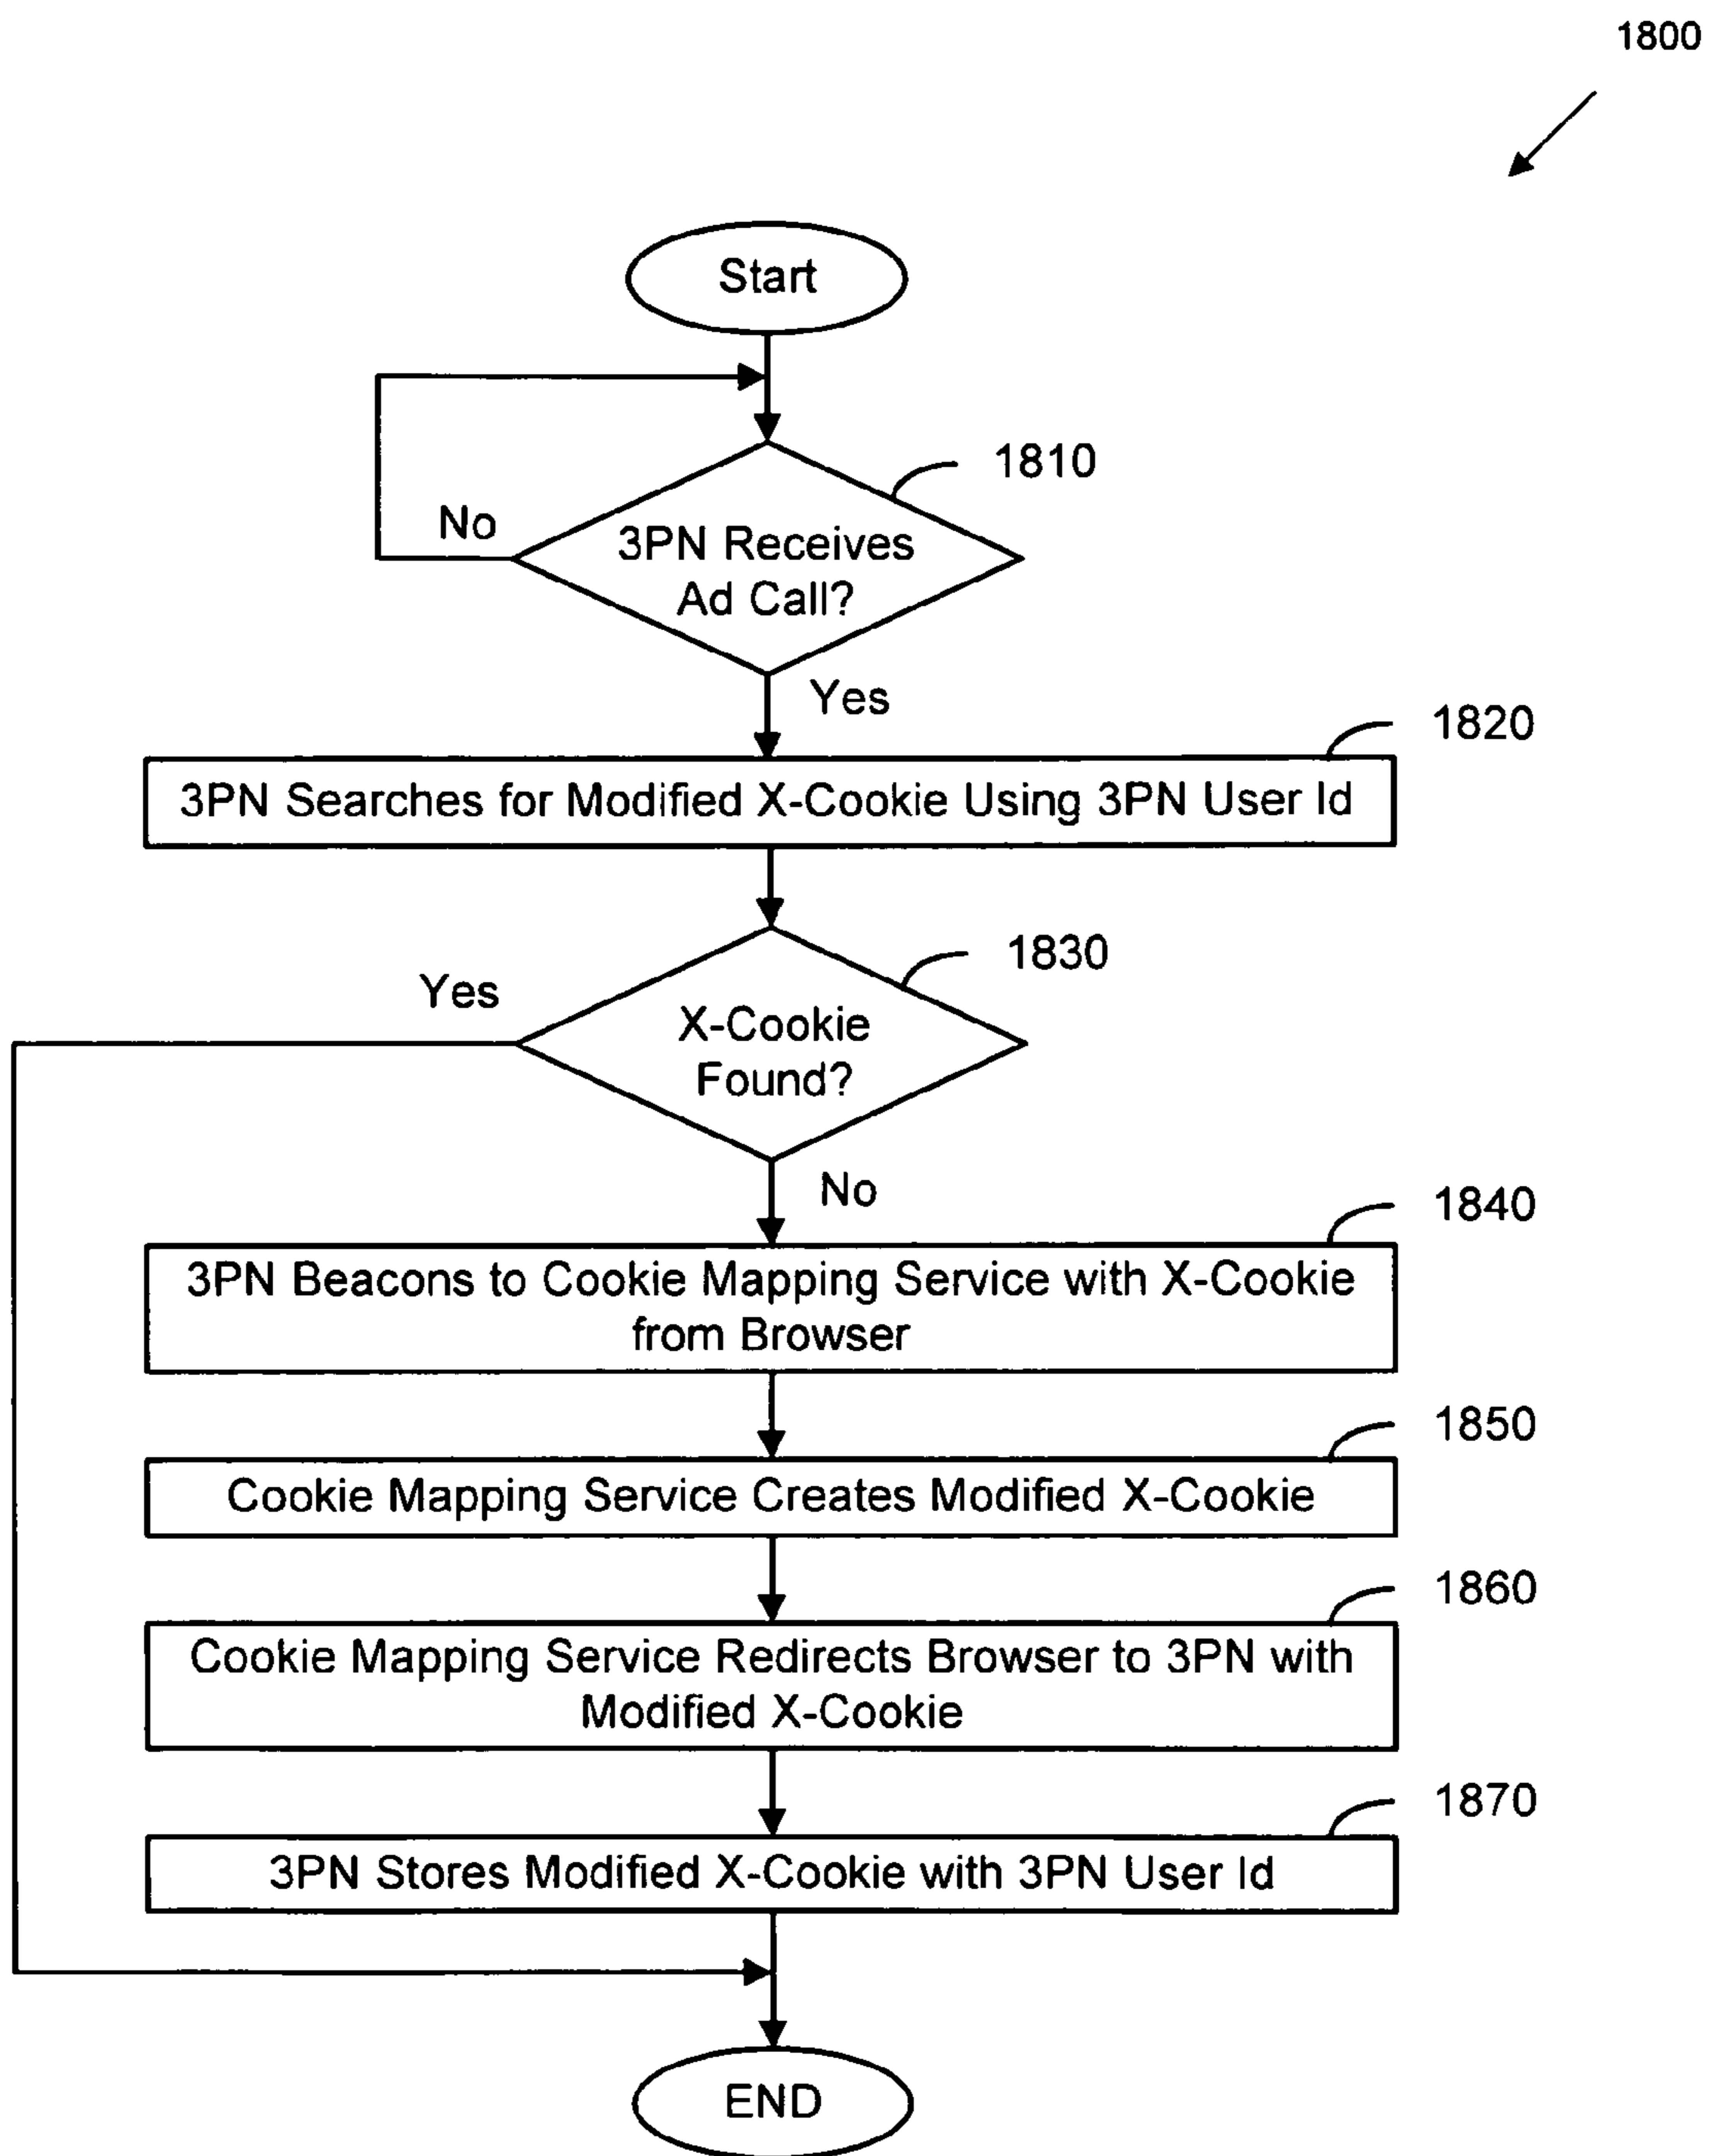 1800
Start
1810
No
3PN Receives
Ad Call?
Yes
1820
3PN Searches for Modified X-Cookie Using 3PN User Id
1830
Yes
X-Cookie
Found?
No
1840
3PN Beacons to Cookie Mapping Service with X-Cookie
from Browser
1850
Cookie Mapping Service Creates Modified X-Cookie
1860
Cookie Mapping Service Redirects Browser to 3PN with
Modified X-Cookie
1870
3PN Stores Modified X-Cookie with 3PN User Id
END